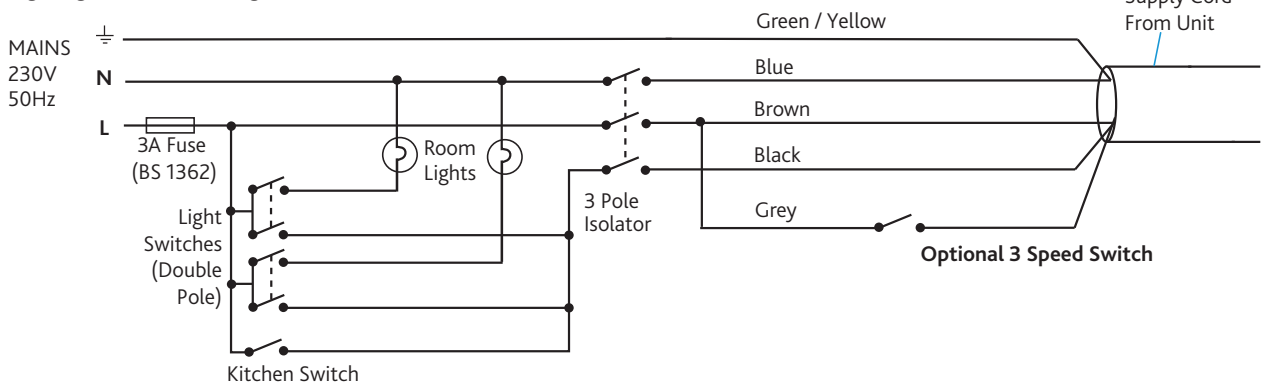 Supply Cord
From Unit
Green / Yellow
MAINS
230V
50Hz
N
Blue
L
Brown
3A Fuse
(BS 1362)
Room
Lights
Black
3 Pole
Isolator
Grey
Light
Switches
(Double
Pole)
Optional 3 Speed Switch
Kitchen Switch